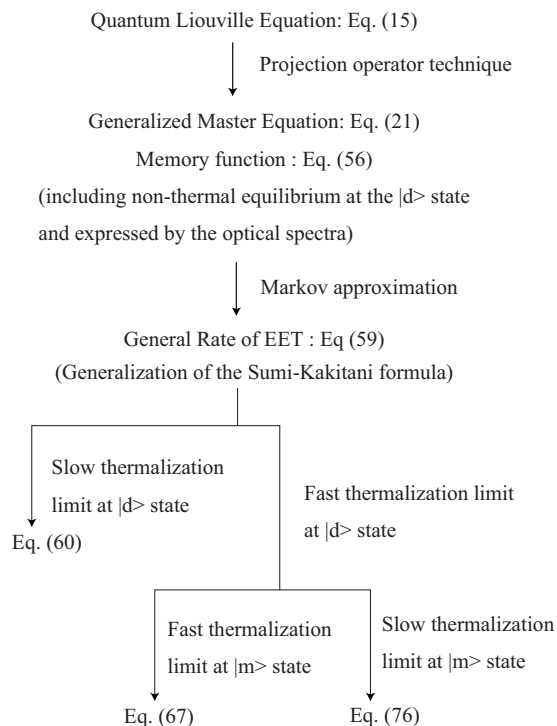 Quantum Liouville Equation: Eq. (15)
Projection operator technique
Generalized Master Equation: Eq. (21)
Memory function : Eq. (56)
(including non-thermal equilibrium at the |d> state
and expressed by the optical spectra)
Markov approximation
General Rate of EET : Eq (59)
(Generalization of the Sumi-Kakitani formula)
Slow thermalization
limit at |d> state
Eq. (60)
Fast thermalization limit
at |d> state
Fast thermalization
limit at |m> state
Eq. (67)
Slow thermalization
limit at |m> state
Eq. (76)